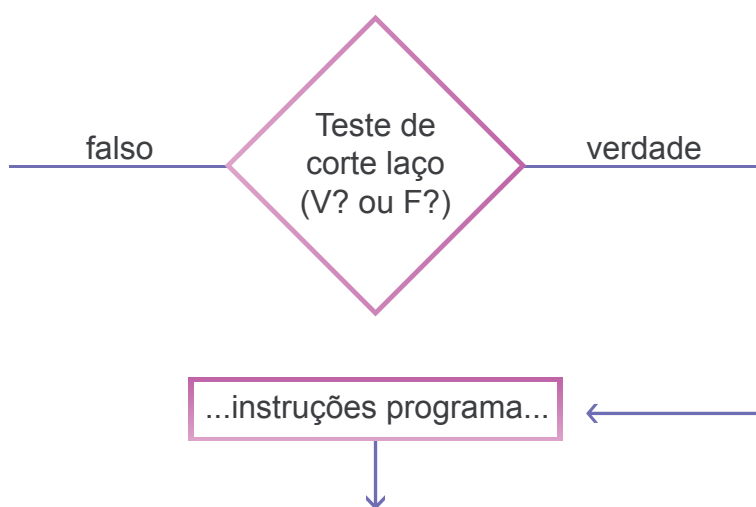 falso
Teste de
corte laço
(V? ou F?)
verdade
...instruções programa...